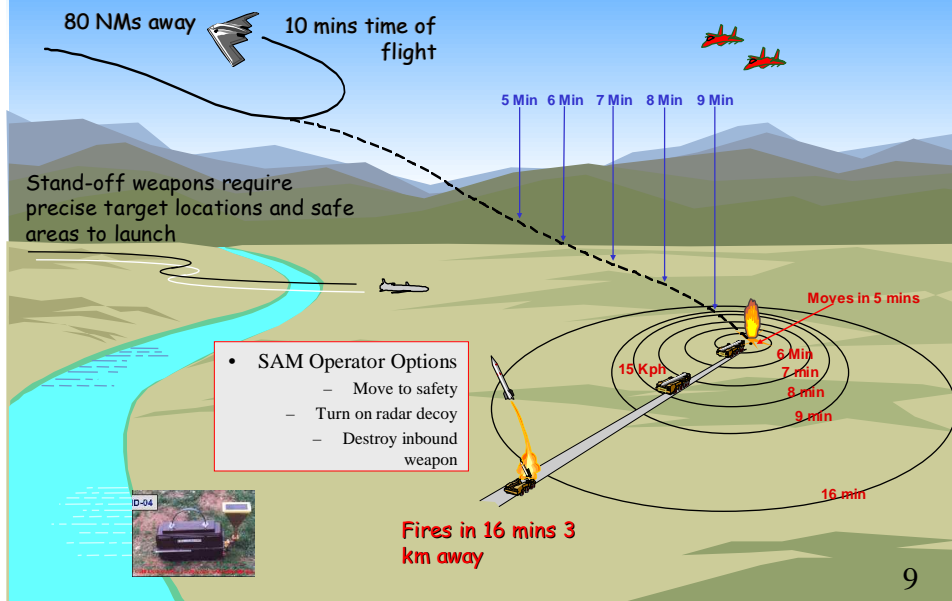 80 NMs away
10 mins time of
flight
5 Min 6 Min 7 Min 8 Min 9 Min
Stand-off weapons require
precise target locations and safe
areas to launch
Moves in 5 mins
• SAM Operator Options
– Move to safety
– Turn on radar decoy
– Destroy inbound
weapon
15 Kph
6 Min
7 min
8 min
9 min
16 min
ID-04
Fires in 16 mins 3
km away
9